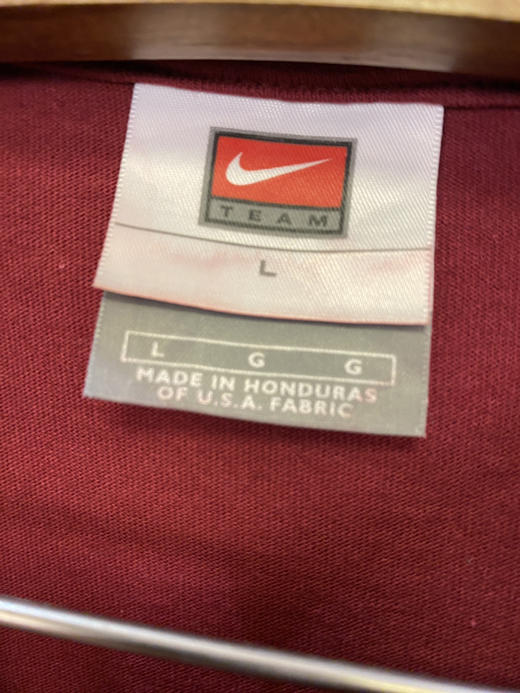 TEAM
L
L G G
MADE IN HONDURAS
OF U.S.A. FABRIC